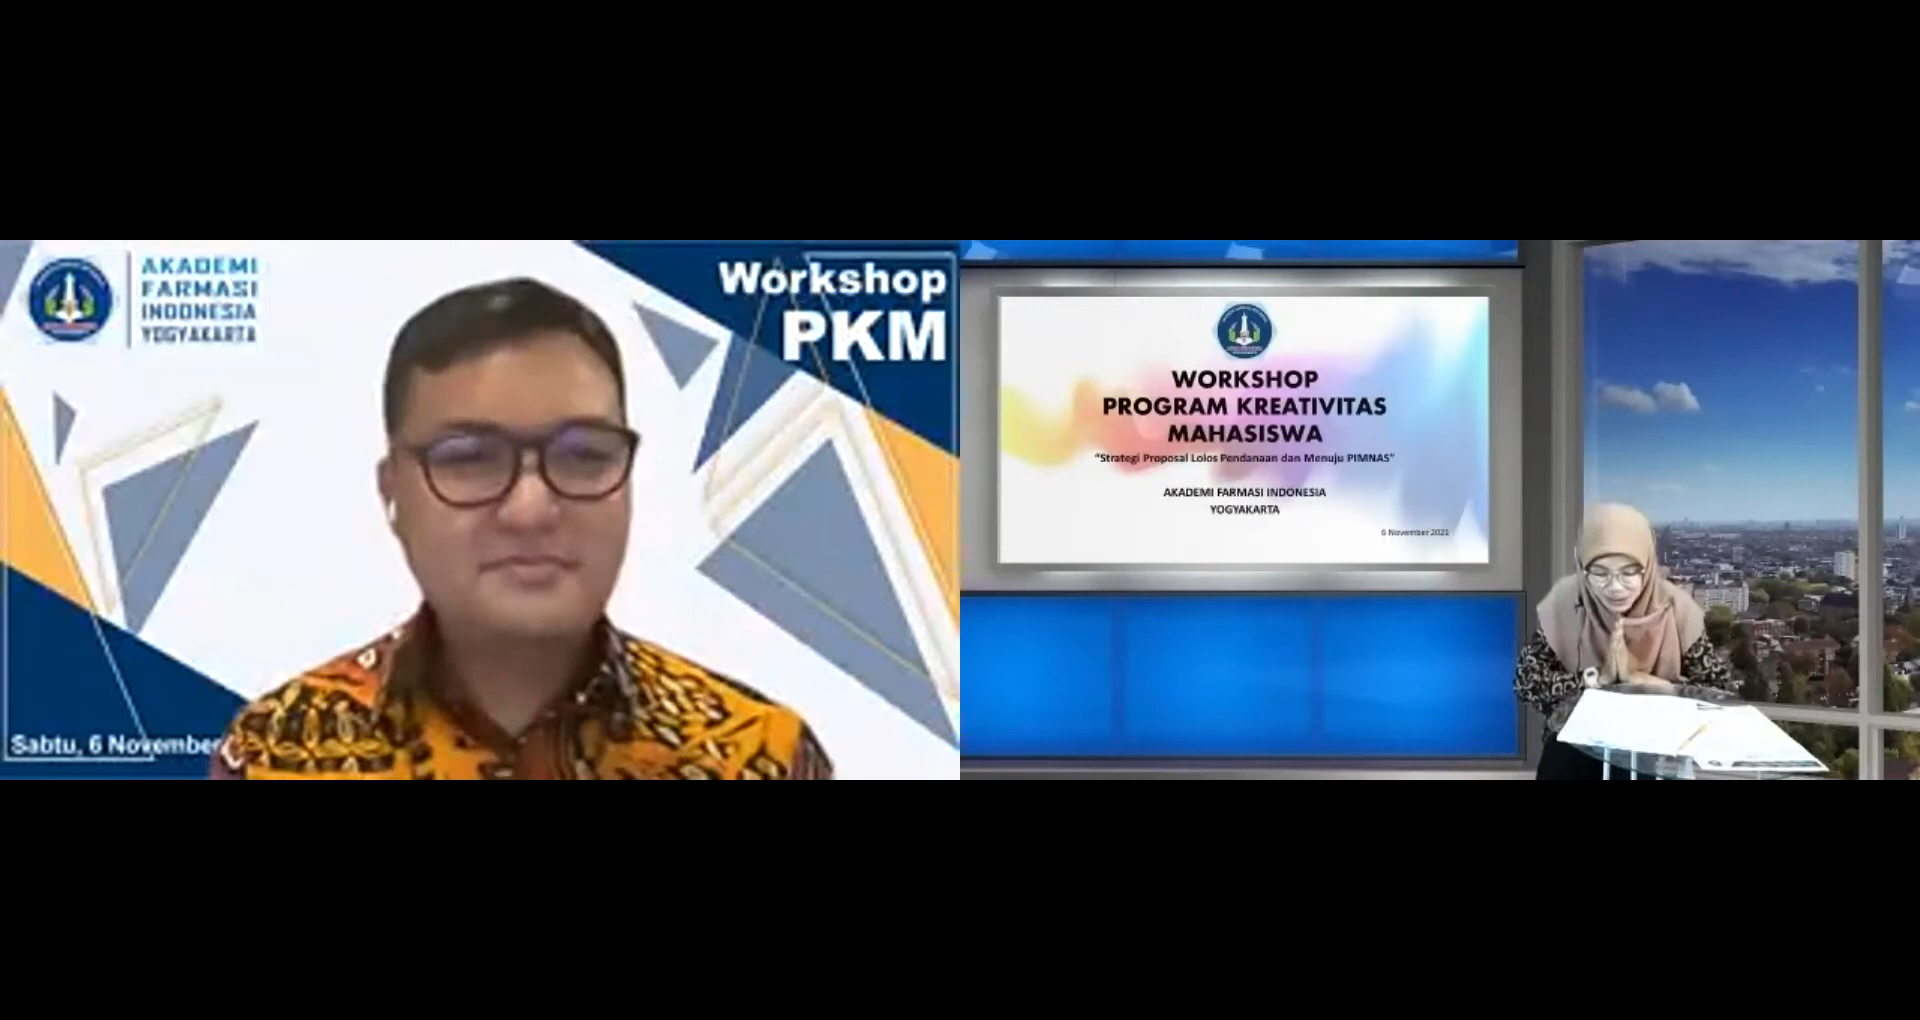 AKADEMI
FARMASI
INDONESIA
YOGYAKARTA
Workshop
PKM
Sabtu, 6 November
WORKSHOP
PROGRAM KREATIVITAS
MAHASISWA
“Strategi Proposal Lolos Pendanaan dan Menuju PIMNAS”
AKADEMI FARMASI INDONESIA
YOGYAKARTA
6 November 2021